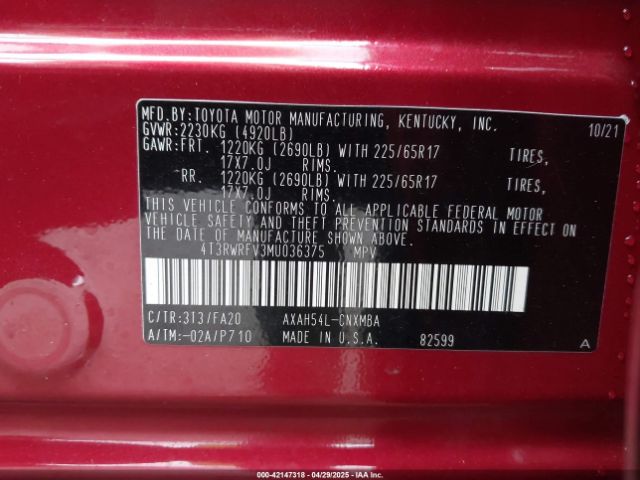 MFD.BY:TOYOTA MOTOR MANUFACTURING, KENTUCKY, INC.
GVWR:2230KG (4920LB) 10/21
GAWR:FRT. 1220KG (2690LB) WITH 225/65R17 TIRES,
17X7.0J RIMS.
RR. 1220KG (2690LB) WITH 225/65R17 TIRES,
17X7.0J RIMS.
THIS VEHICLE CONFORMS TO ALL APPLICABLE FEDERAL MOTOR
VEHICLE SAFETY AND THEFT PREVENTION STANDARDS IN EFFECT ON
THE DATE OF MANUFACTURE SHOWN ABOVE.
4T3RWRFV3MU036375 MPV
C/TR:3T3/FA20 AXAH54L-CNXMBA
A/TM:-02A/P710 MADE IN U.S.A. 82599 A
000-42147318 - 04/29/2025 - IAAI.com